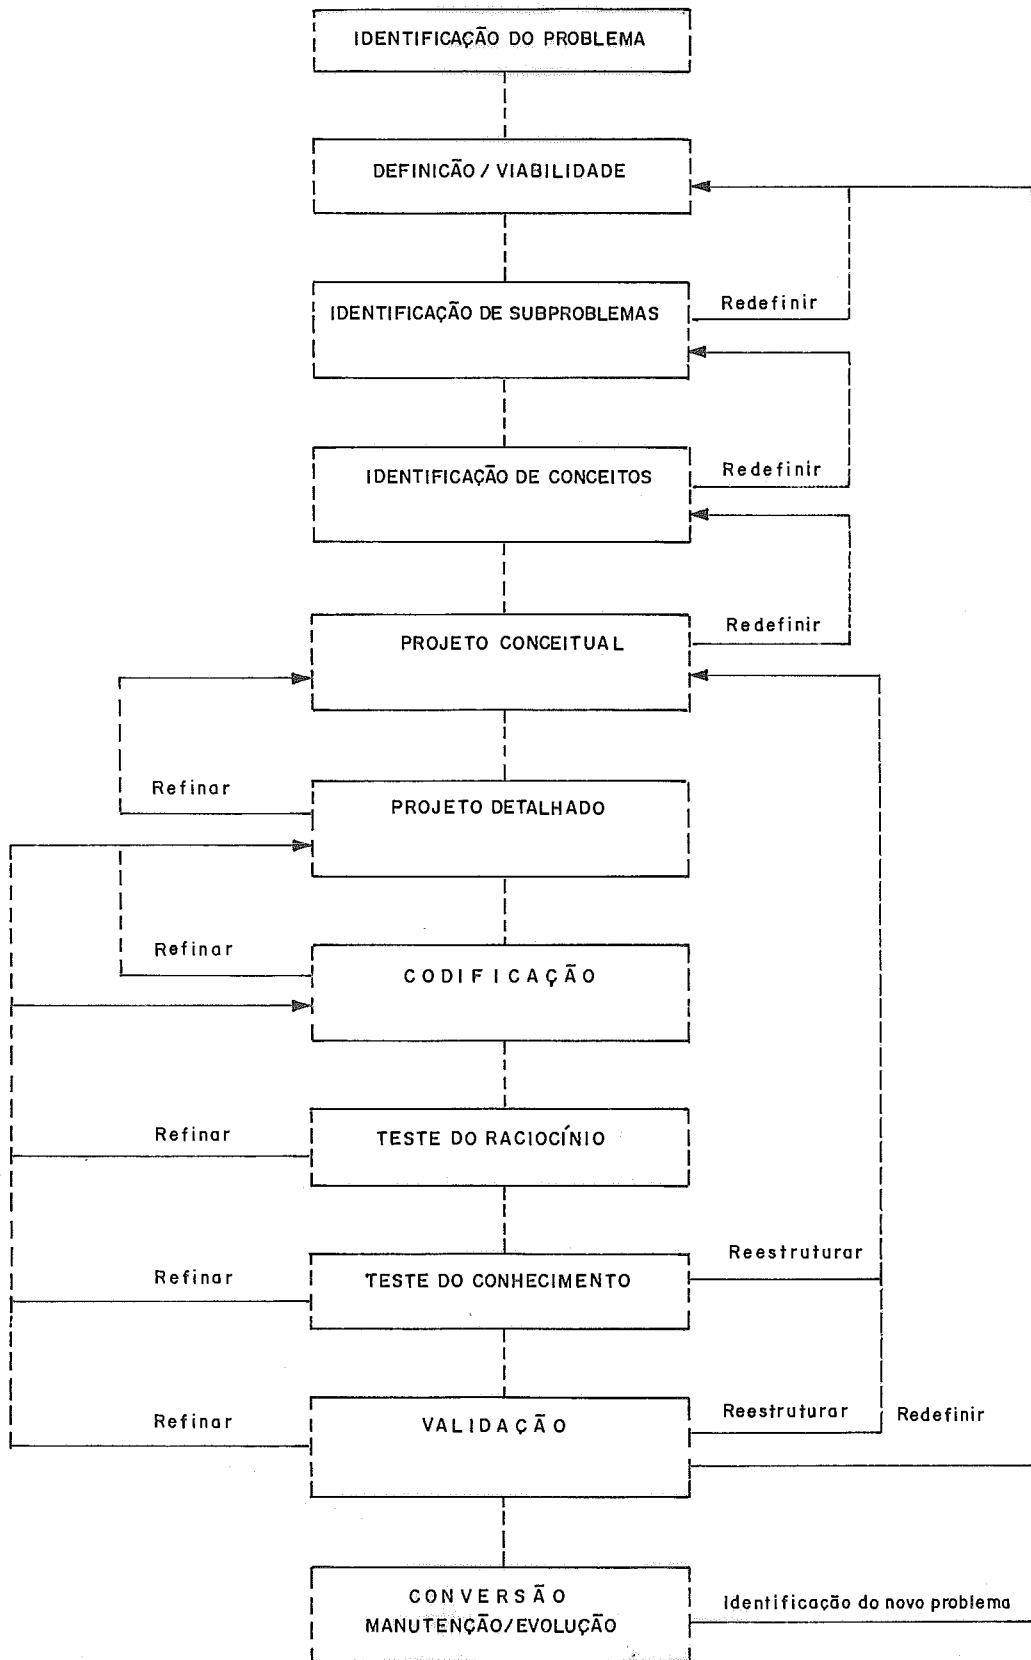 IDENTIFICAÇÃO DO PROBLEMA
DEFINICÃO / VIABILIDADE
IDENTIFICAÇÃO DE SUBPROBLEMAS
Redefinir
IDENTIFICAÇÃO DE CONCEITOS
Redefinir
PROJETO CONCEITUAL
Redefinir
Refinar
PROJETO DETALHADO
Refinar
CODIFICAÇÃO
Refinar
TESTE DO RACIOCÍNIO
Refinar
TESTE DO CONHECIMENTO
Reestruturar
Refinar
VALIDAÇÃO
Reestruturar
Redefinir
CONVERSÃO
MANUTENÇÃO/EVOLUÇÃO
Identificação do novo problema